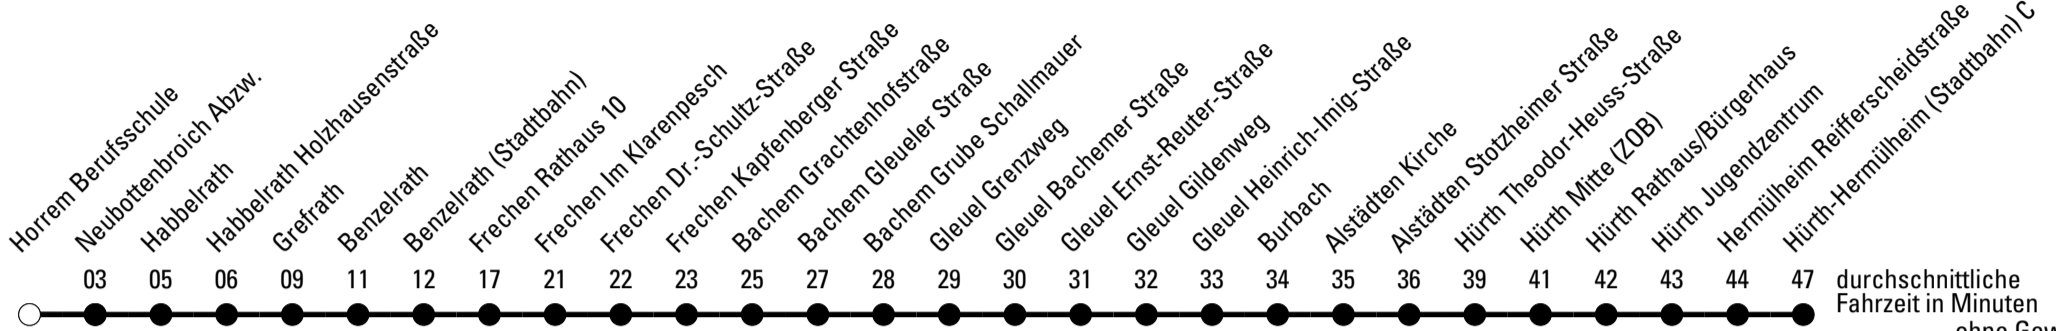 Horrem Berufsschule
Neubottenbroich Abzw.
Habbelrath
Habbelrath Holzhausenstraße
Grefrath
Benzelrath
Benzelrath (Stadtbahn)
Frechen Rathaus 10
Frechen Im Klarenpesch
Frechen Dr.-Schultz-Straße
Frechen Kapfenberger Straße
Bachem Grachtenhofstraße
Bachem Gleueler Straße
Bachem Grube Schallmauer
Gleuel Grenzweg
Gleuel Bachemer Straße
Gleuel Ernst-Reuter-Straße
Gleuel Gildenweg
Gleuel Heinrich-Imig-Straße
Burbach
Alstädten Kirche
Alstädten Stotzheimer Straße
Hürth Theodor-Heuss-Straße
Hürth Mitte (ZOB)
Hürth Rathaus/Bürgerhaus
Hürth Jugendzentrum
Hermülheim Reifferscheidstraße
Hürth-Hermülheim (Stadtbahn) C
03 05 06 09 11 12 17 21 22 23 25 27 28 29 30 31 32 33 34 35 36 39 41 42 43 44 47
durchschnittliche
Fahrzeit in Minuten